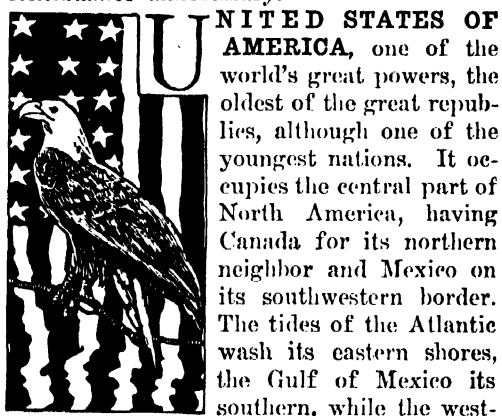 UNITED STATES OF
AMERICA, one of the
world's great powers, the
oldest of the great repub-
lics, although one of the
youngest nations. It oc-
cupies the central part of
North America, having
Canada for its northern
neighbor and Mexico on
its southwestern border.
The tides of the Atlantic
wash its eastern shores,
the Gulf of Mexico its
southern, while the west-